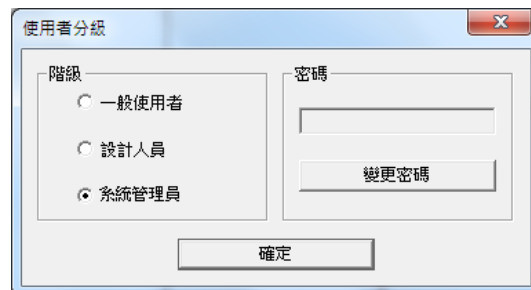 使用者分級
階級
一般使用者
設計人員
系統管理員
密碼
變更密碼
確定